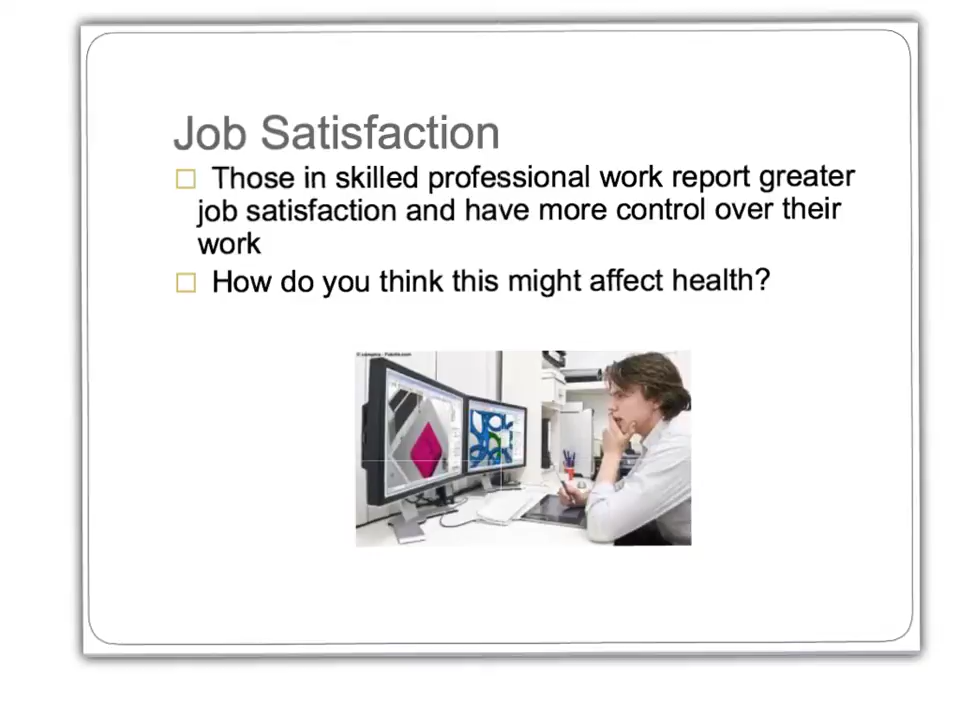 Job Satisfaction
Those in skilled professional work report greater
job satisfaction and have more control over their
work
How do you think this might affect health?